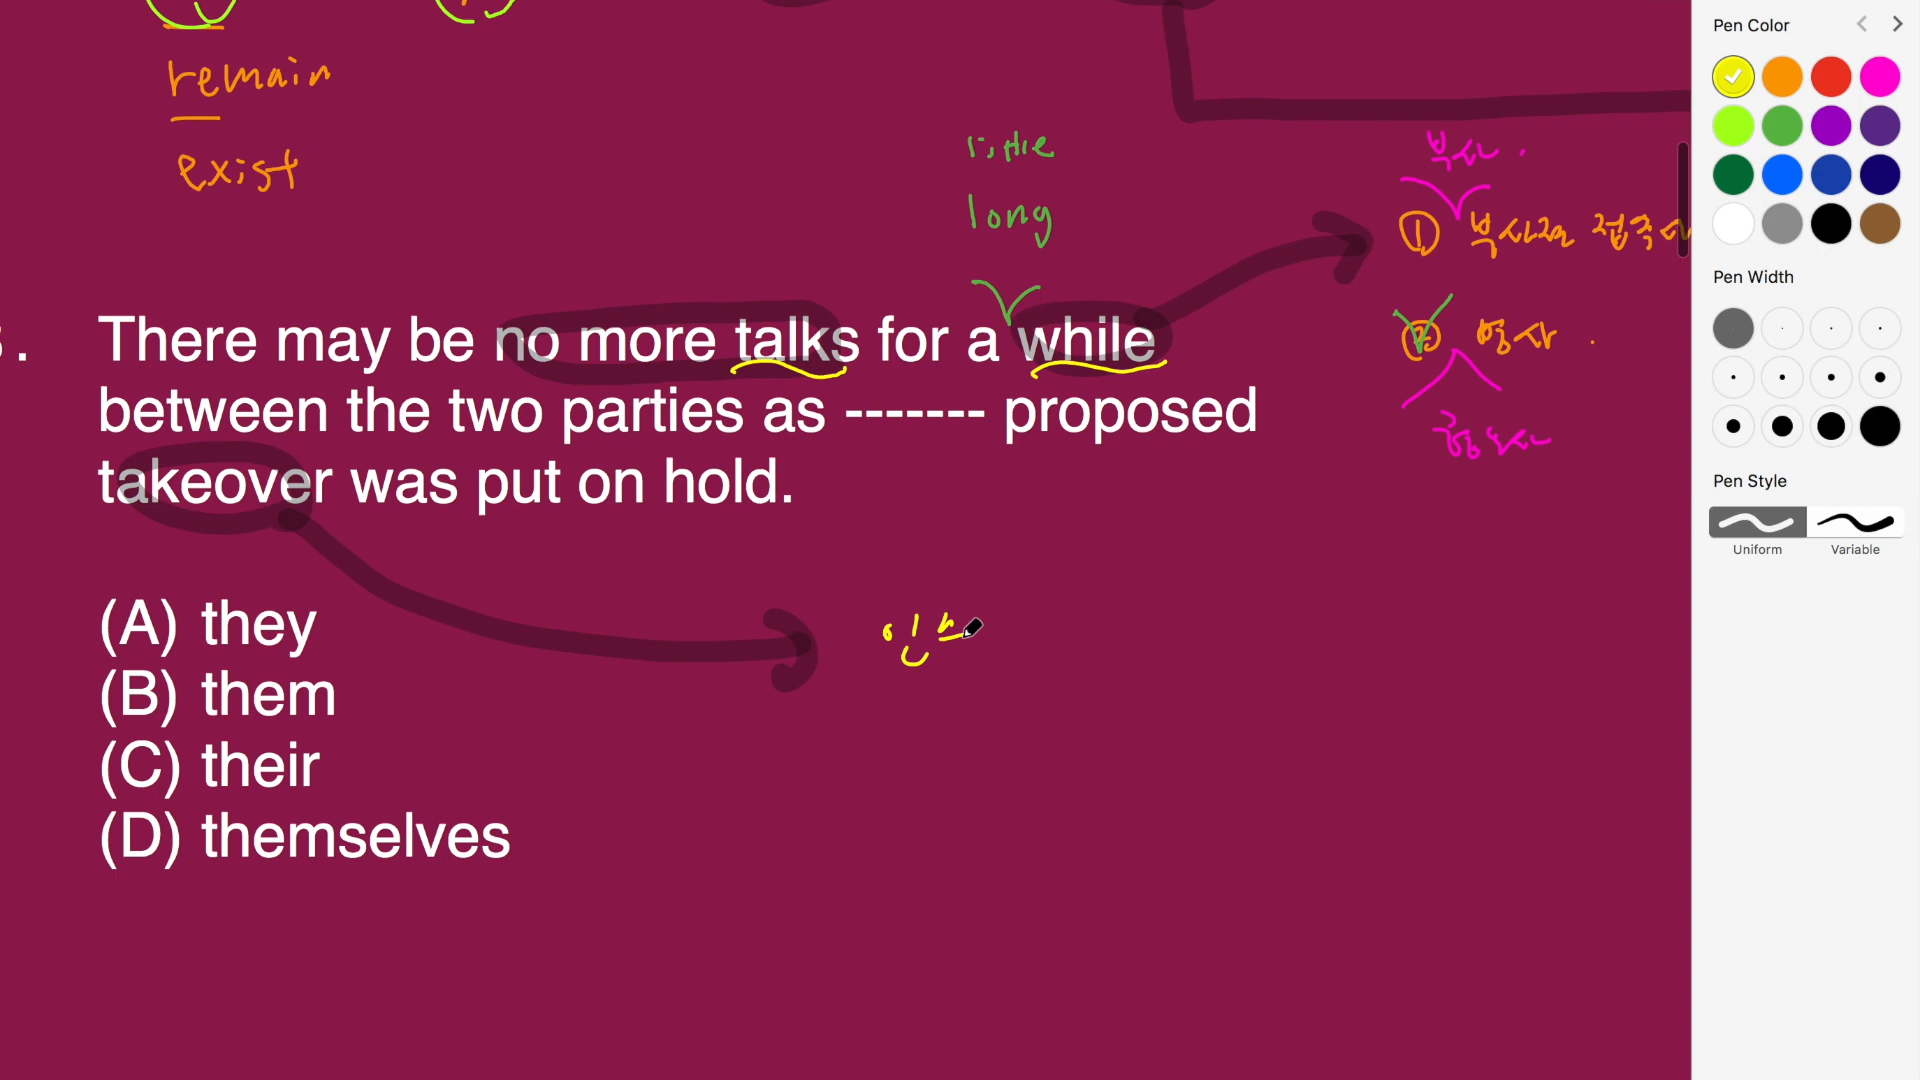 remain
exist
little
long
부사.
① 부사절 접속사
② 명사.
There may be no more talks for a while
between the two parties as ------- proposed
takeover was put on hold.
(A) they
(B) them
(C) their
(D) themselves
Pen Color
Pen Width
Pen Style
Uniform
Variable